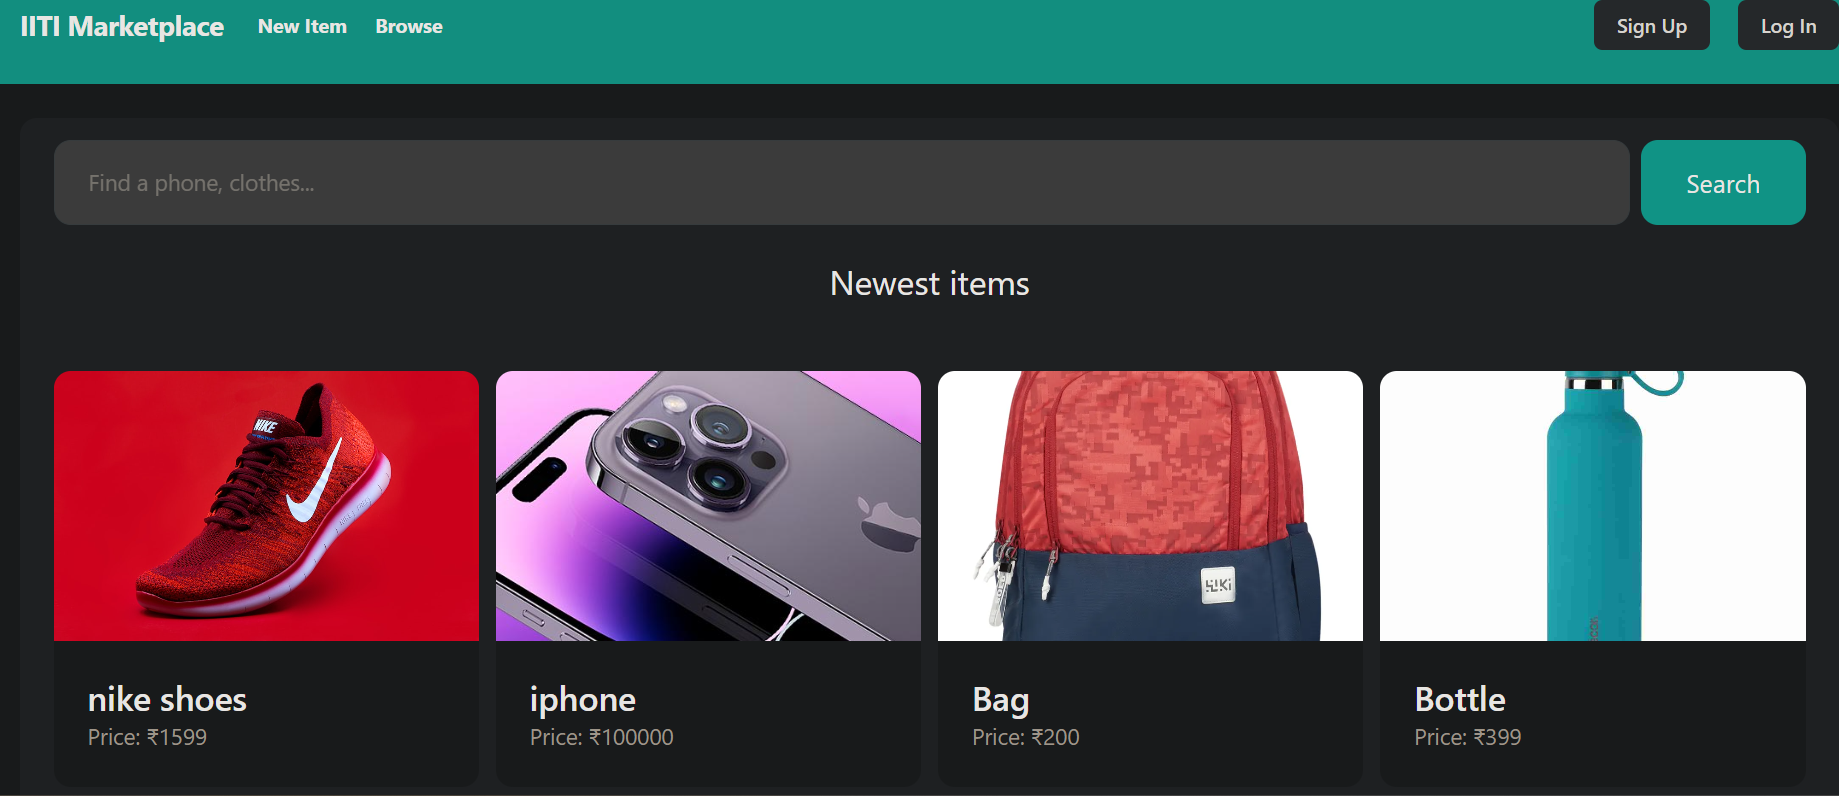 IITI Marketplace New Item Browse Sign Up Log In
Find a phone, clothes...
Search
Newest items
NIKE
nike shoes
Price: ₹1599
iphone
Price: ₹100000
Bag
Price: ₹200
Bottle
Price: ₹399